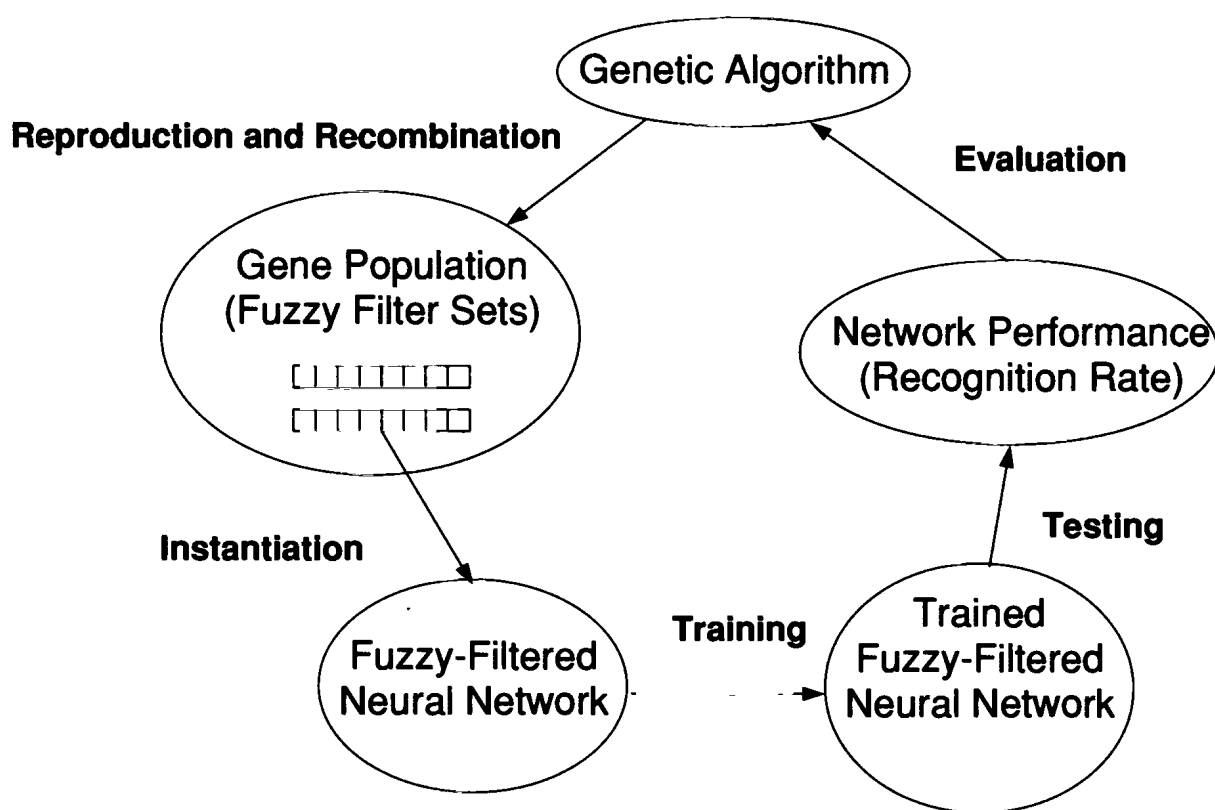 Genetic Algorithm
Reproduction and Recombination
Evaluation
Gene Population
(Fuzzy Filter Sets)
Network Performance
(Recognition Rate)
Instantiation
Testing
Fuzzy-Filtered
Neural Network
Training
Trained
Fuzzy-Filtered
Neural Network